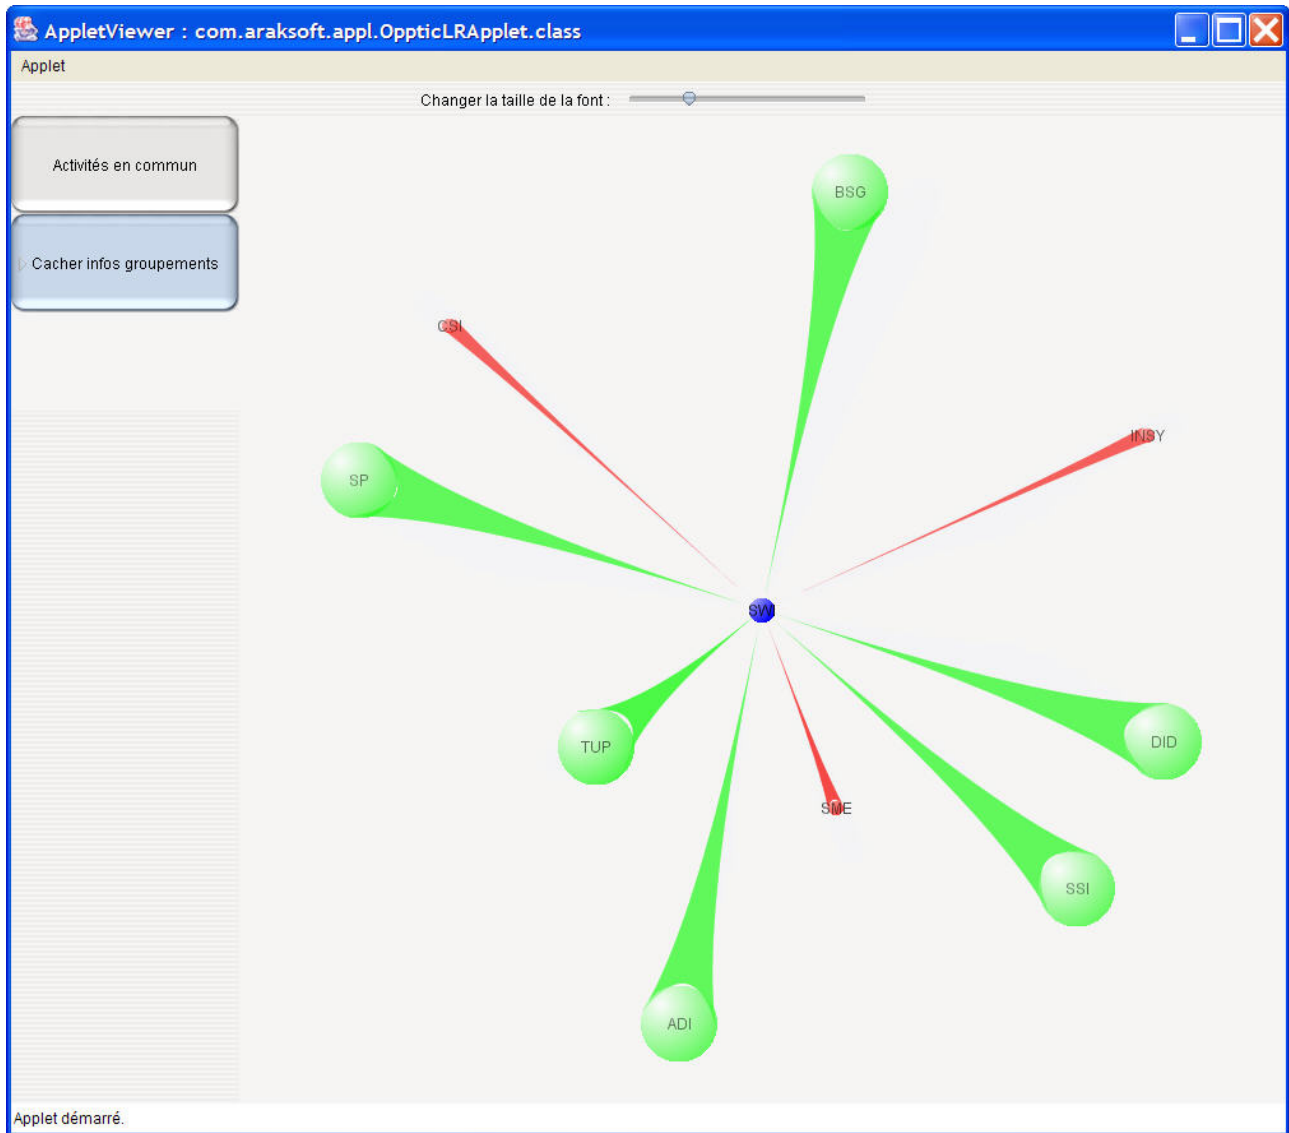 AppletViewer : com.araksoft.appl.OppticLRApplet.class
Applet
Changer la taille de la font :
Activités en commun
Cacher infos groupements
BSG
CSI
INSY
SP
SWI
TUP
DID
SME
SSI
ADI
Applet démarré.